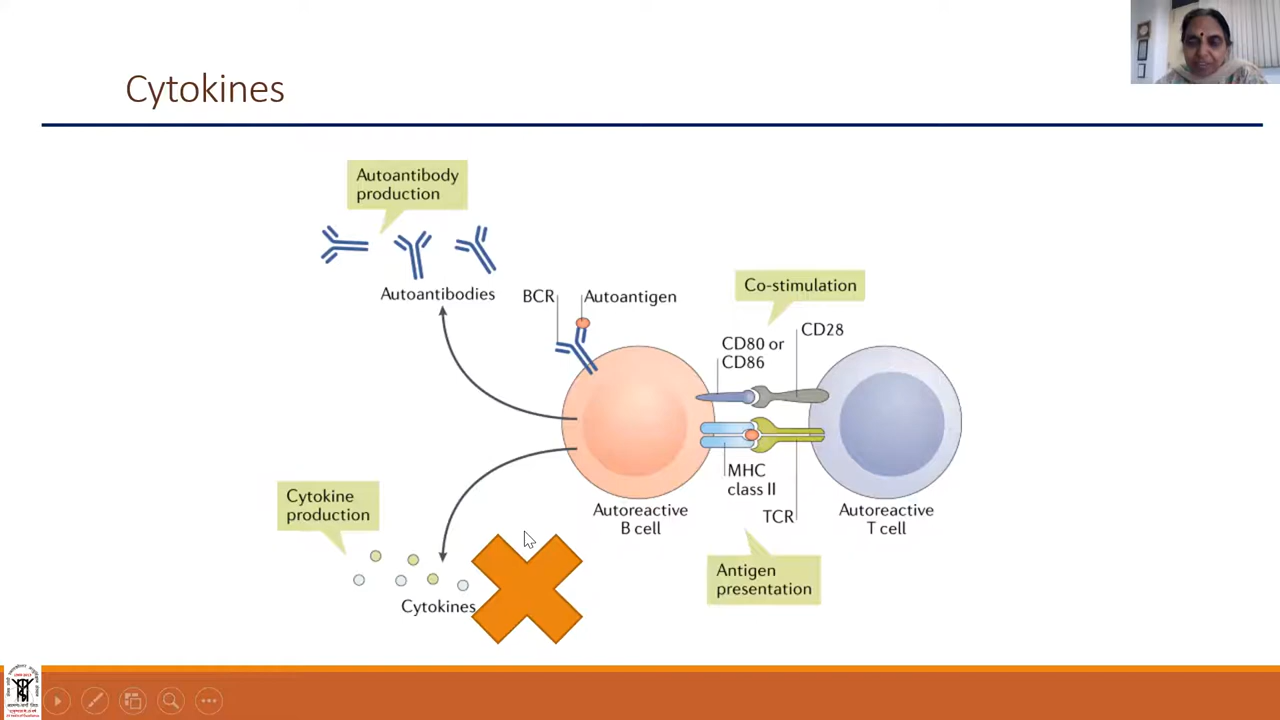 Cytokines
Autoantibody
production
Autoantibodies
BCR
Autoantigen
Co-stimulation
CD80 or
CD86
CD28
MHC
class II
TCR
Autoreactive
B cell
Autoreactive
T cell
Antigen
presentation
Cytokine
production
Cytokines